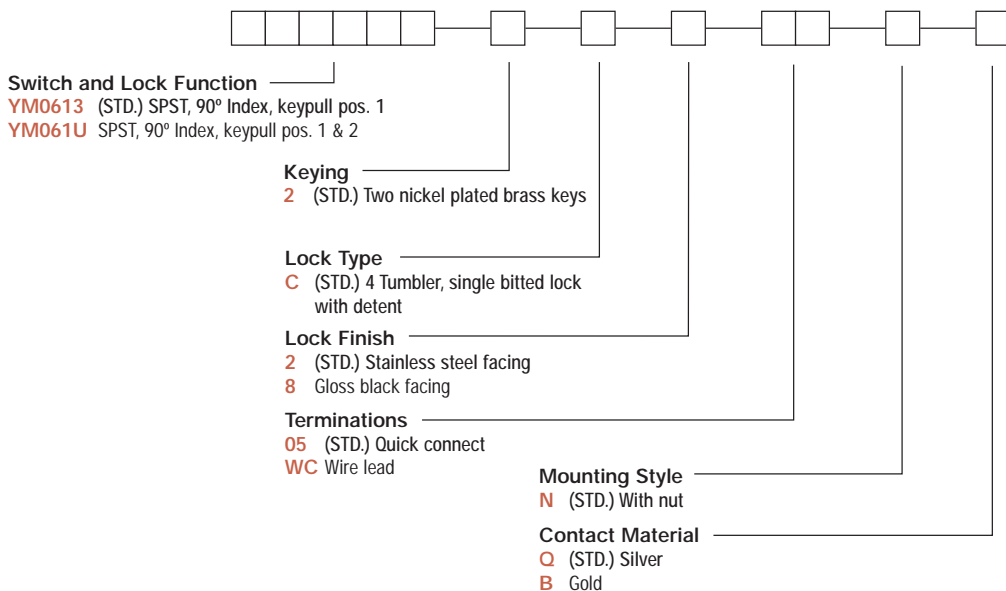 Switch and Lock Function
YM0613 (STD.) SPST, 90º Index, keypull pos. 1
YM061U SPST, 90º Index, keypull pos. 1 & 2
Keying
2 (STD.) Two nickel plated brass keys
Lock Type
C (STD.) 4 Tumbler, single bitted lock
with detent
Lock Finish
2 (STD.) Stainless steel facing
8 Gloss black facing
Terminations
05 (STD.) Quick connect
WC Wire lead
Mounting Style
N (STD.) With nut
Contact Material
Q (STD.) Silver
B Gold